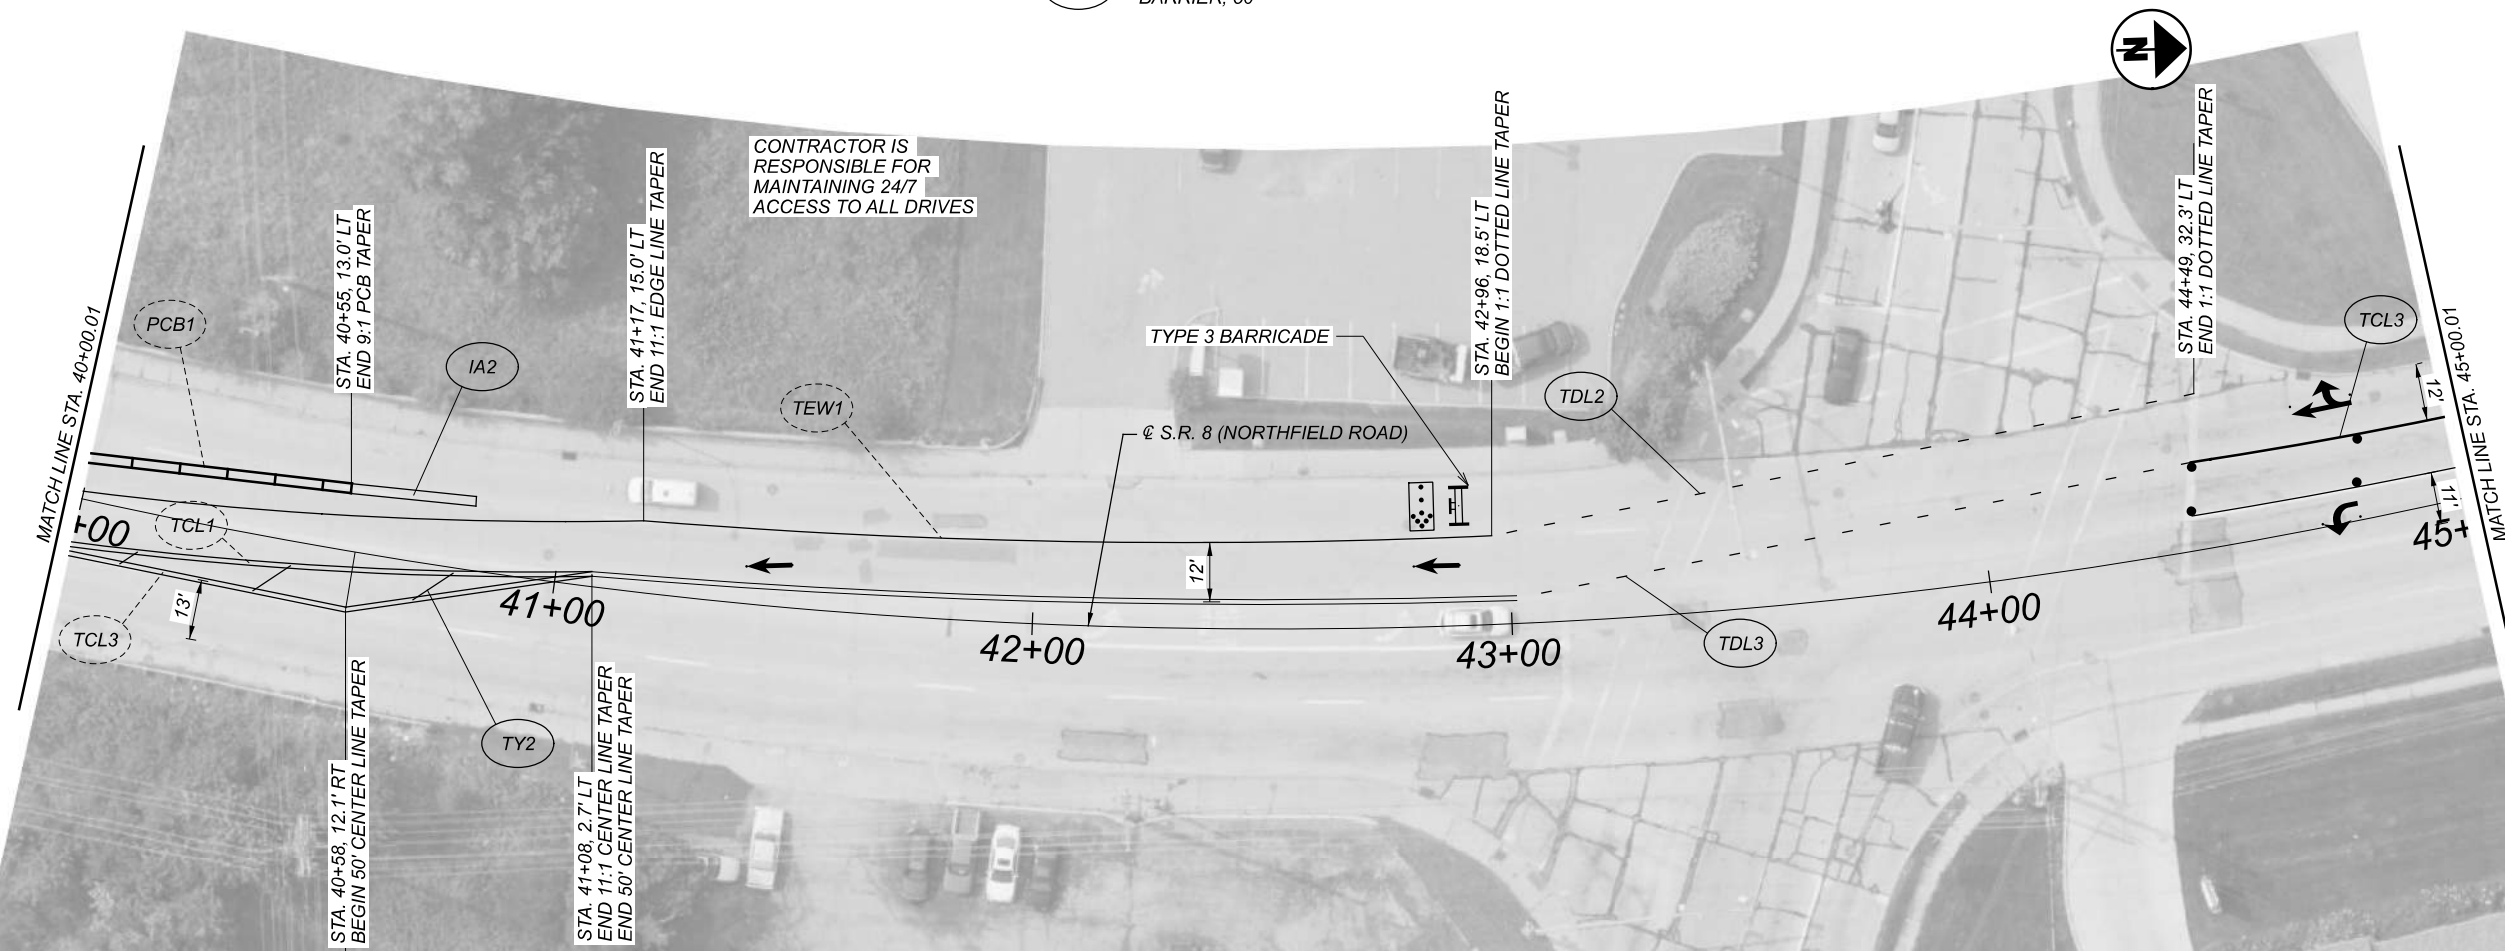 BARRIER, 50'
N
CONTRACTOR IS
RESPONSIBLE FOR
MAINTAINING 24/7
ACCESS TO ALL DRIVES
MATCH LINE STA. 40+00.01
PCB1
STA. 40+55, 13.0' LT
END 9:1 PCB TAPER
IA2
STA. 41+17, 15.0' LT
END 11:1 EDGE LINE TAPER
TEW1
TYPE 3 BARRICADE
℄ S.R. 8 (NORTHFIELD ROAD)
STA. 42+96, 18.5' LT
BEGIN 1:1 DOTTED LINE TAPER
TDL2
STA. 44+49, 32.3' LT
END 1:1 DOTTED LINE TAPER
TCL3
12'
11'
MATCH LINE STA. 45+00.01
+00
TCL1
13'
TCL3
41+00
12'
42+00
43+00
44+00
45+
TDL3
TY2
STA. 40+58, 12.1' RT
BEGIN 50' CENTER LINE TAPER
STA. 41+08, 2.7' LT
END 11:1 CENTER LINE TAPER
END 50' CENTER LINE TAPER